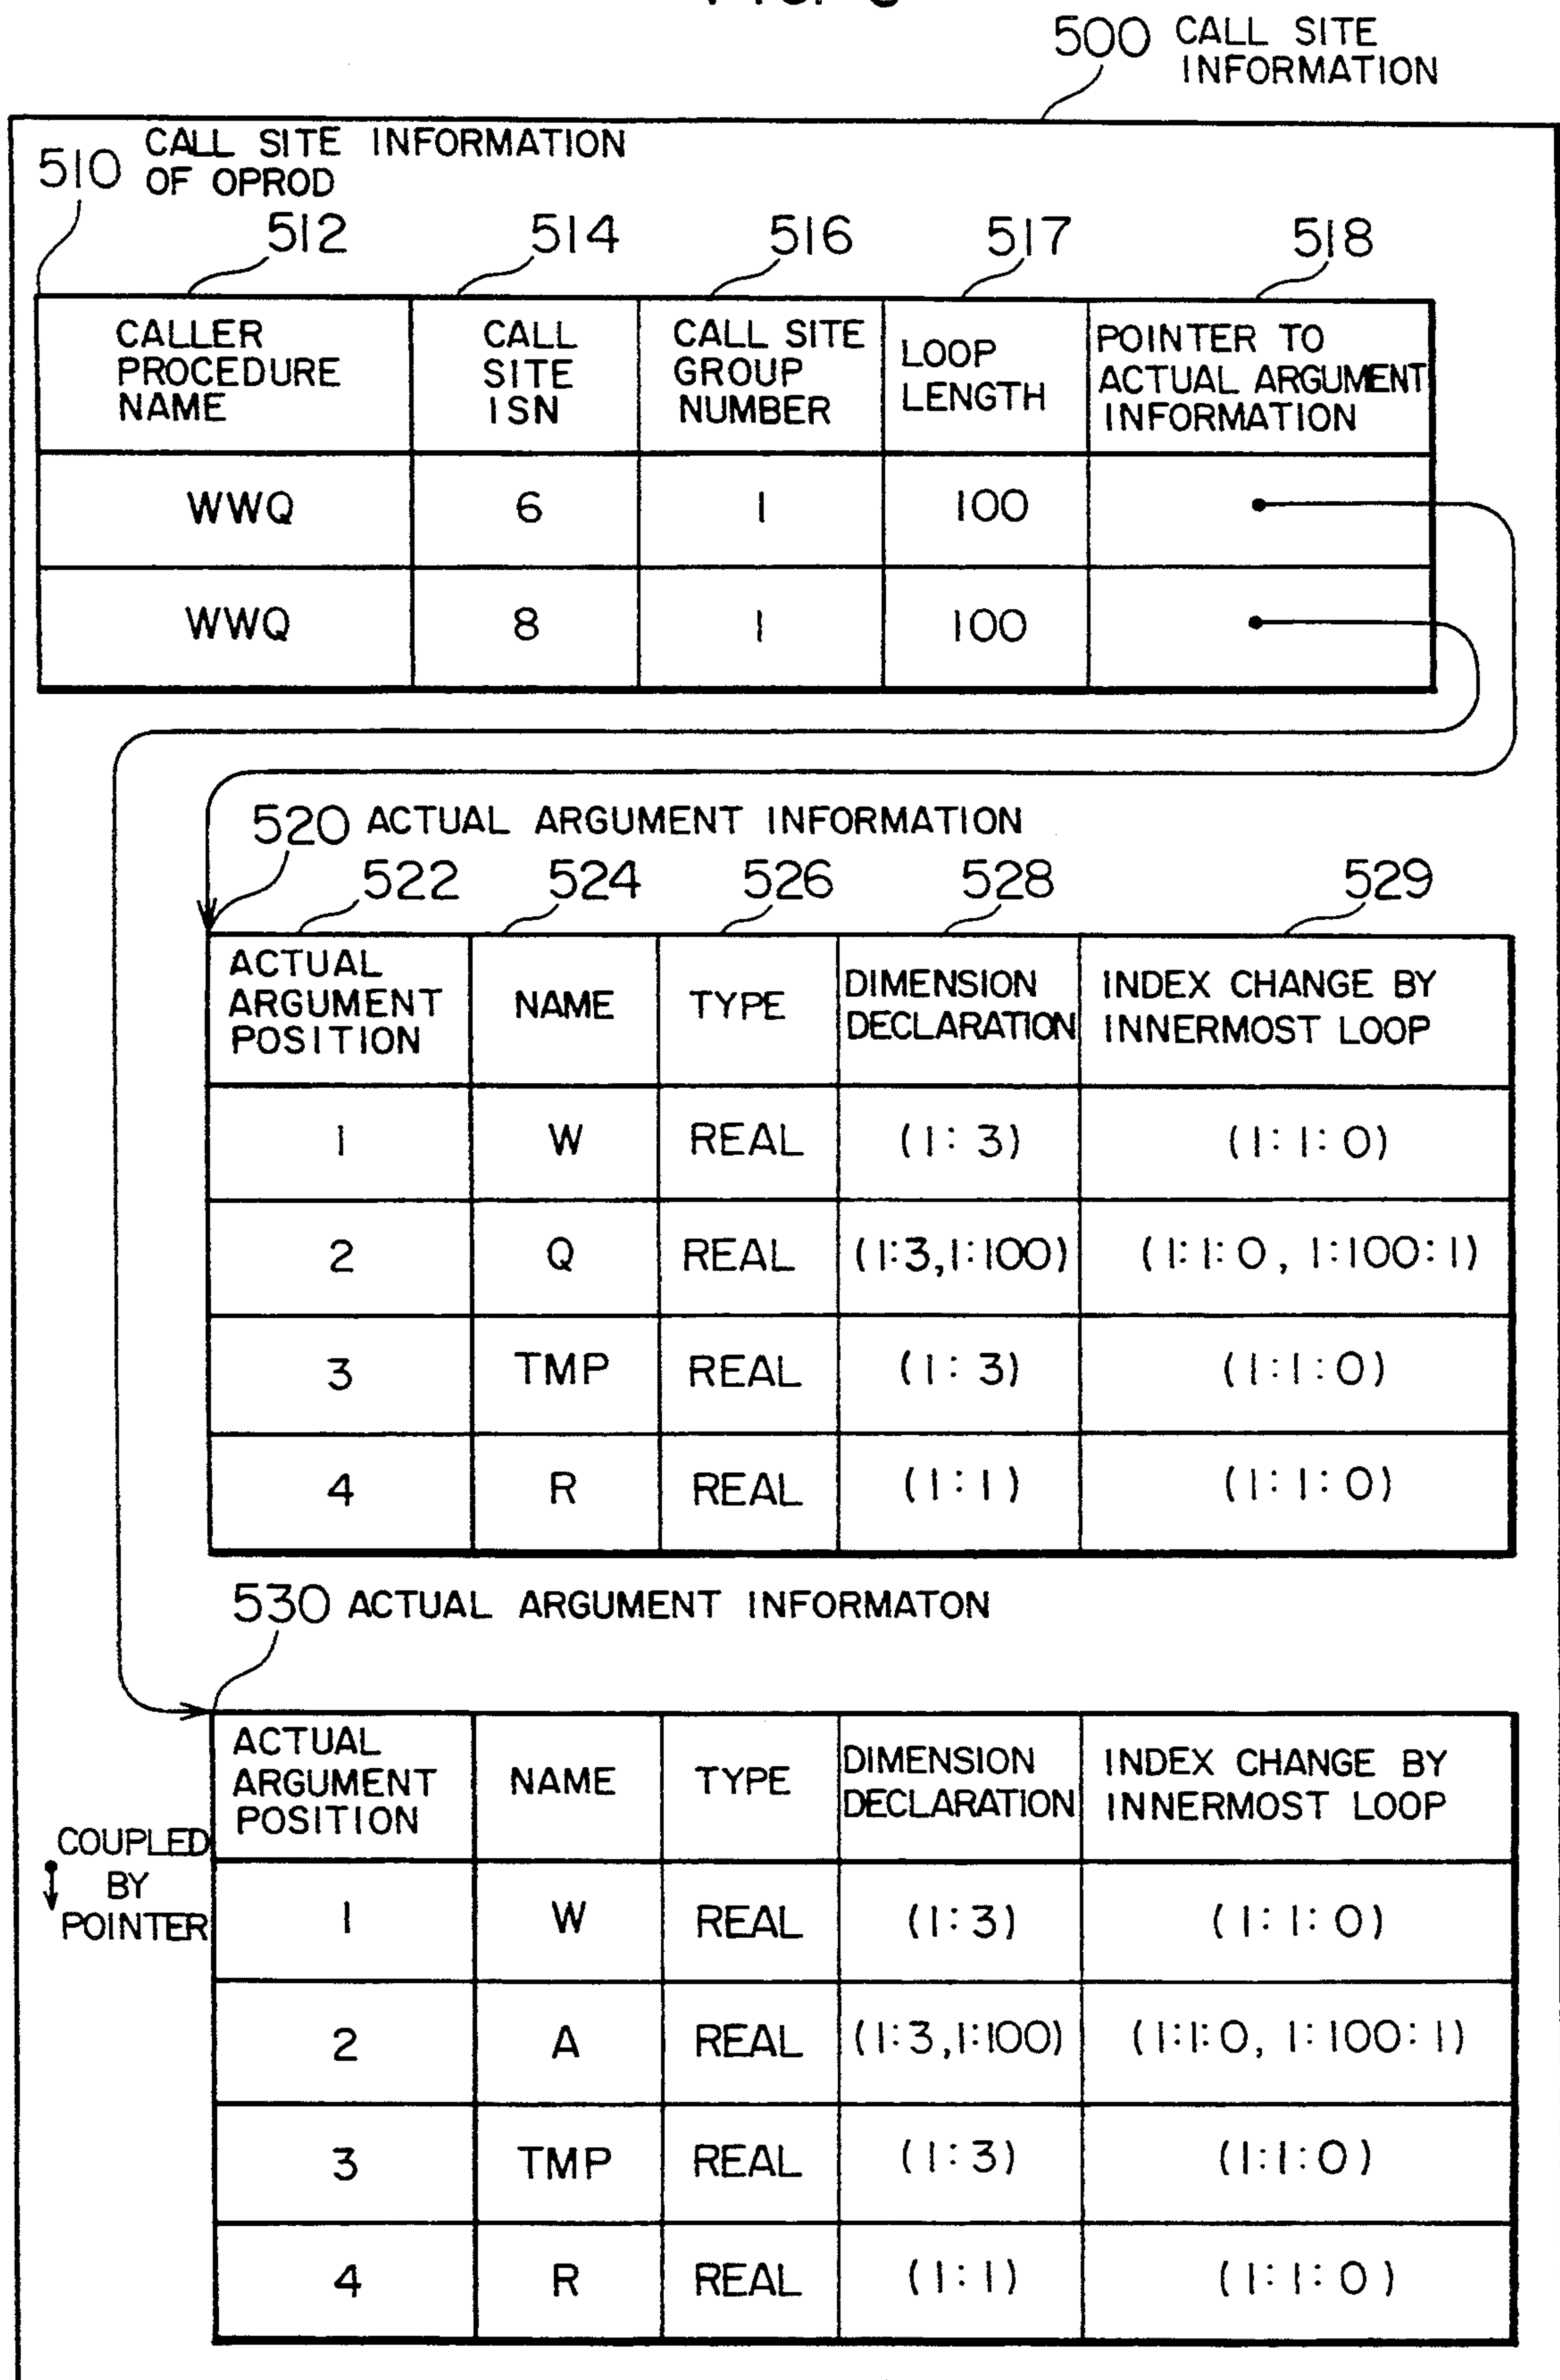 500 CALL SITE
INFORMATION
510 CALL SITE INFORMATION
OF OPROD
512 514 516 517 518
CALLER
PROCEDURE
NAME
CALL
SITE
ISN
CALL SITE
GROUP
NUMBER
LOOP
LENGTH
POINTER TO
ACTUAL ARGUMENT
INFORMATION
WWQ 6 1 100
WWQ 8 1 100
520 ACTUAL ARGUMENT INFORMATION
522 524 526 528 529
ACTUAL
ARGUMENT
POSITION
NAME
TYPE
DIMENSION
DECLARATION
INDEX CHANGE BY
INNERMOST LOOP
1 W REAL (1:3) (1:1:0)
2 Q REAL (1:3,1:100) (1:1:0, 1:100:1)
3 TMP REAL (1:3) (1:1:0)
4 R REAL (1:1) (1:1:0)
530 ACTUAL ARGUMENT INFORMATON
ACTUAL
ARGUMENT
POSITION
NAME
TYPE
DIMENSION
DECLARATION
INDEX CHANGE BY
INNERMOST LOOP
COUPLED
BY
POINTER
1 W REAL (1:3) (1:1:0)
2 A REAL (1:3,1:100) (1:1:0, 1:100:1)
3 TMP REAL (1:3) (1:1:0)
4 R REAL (1:1) (1:1:0)